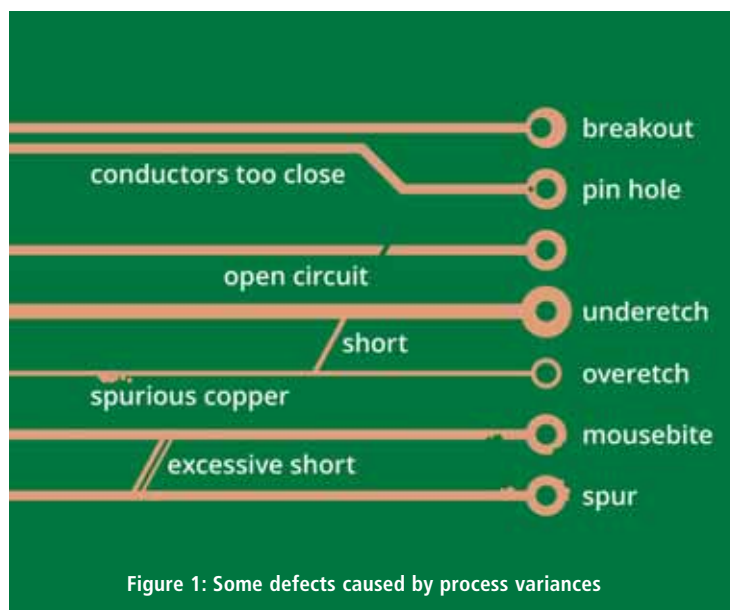 breakout
conductors too close
pin hole
open circuit
underetch
short
overetch
spurious copper
mousebite
excessive short
spur
Figure 1: Some defects caused by process variances